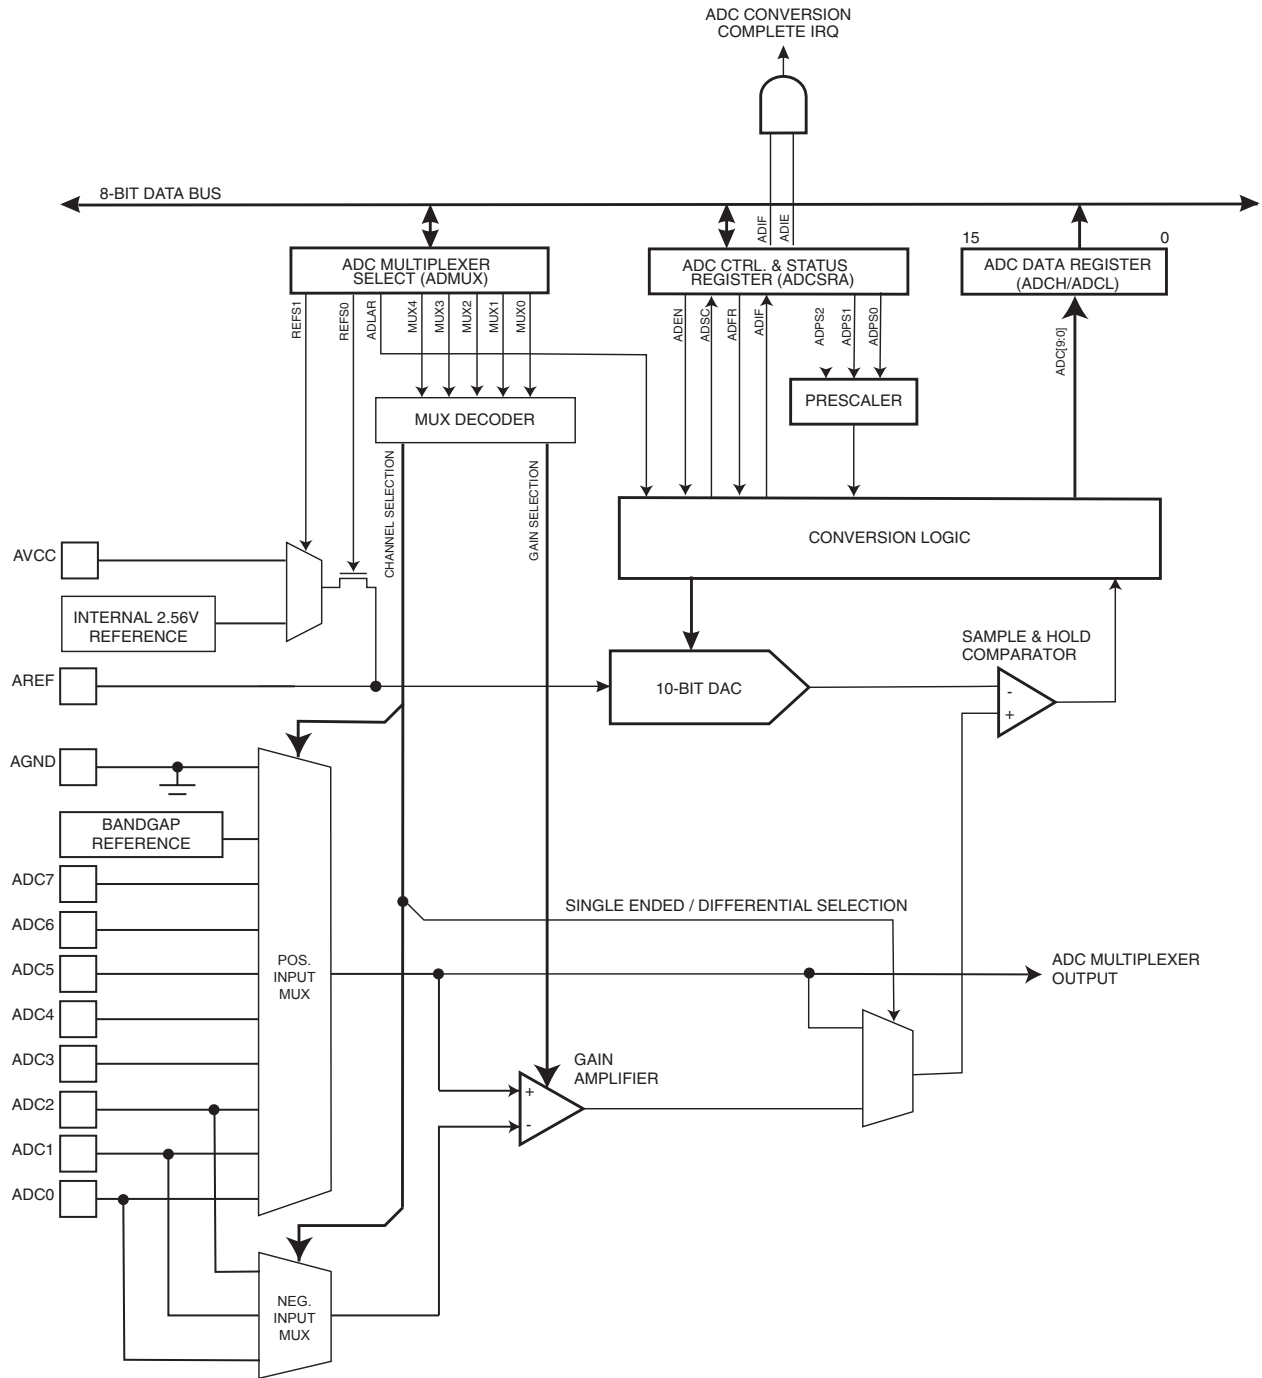 ADC CONVERSION
COMPLETE IRQ
8-BIT DATA BUS
ADIF
ADIE
15
0
ADC MULTIPLEXER
SELECT (ADMUX)
ADC CTRL. & STATUS
REGISTER (ADCSRA)
ADC DATA REGISTER
(ADCH/ADCL)
REFS1
REFS0
ADLAR
MUX4
MUX3
MUX2
MUX1
MUX0
ADEN
ADSC
ADFR
ADIF
ADPS2
ADPS1
ADPS0
ADC[9:0]
PRESCALER
MUX DECODER
CHANNEL SELECTION
GAIN SELECTION
CONVERSION LOGIC
AVCC
INTERNAL 2.56V
REFERENCE
SAMPLE & HOLD
COMPARATOR
AREF
10-BIT DAC
-
+
AGND
BANDGAP
REFERENCE
ADC7
SINGLE ENDED / DIFFERENTIAL SELECTION
ADC6
ADC5
POS.
INPUT
MUX
ADC MULTIPLEXER
OUTPUT
ADC4
ADC3
GAIN
AMPLIFIER
+
-
ADC2
ADC1
ADC0
NEG.
INPUT
MUX